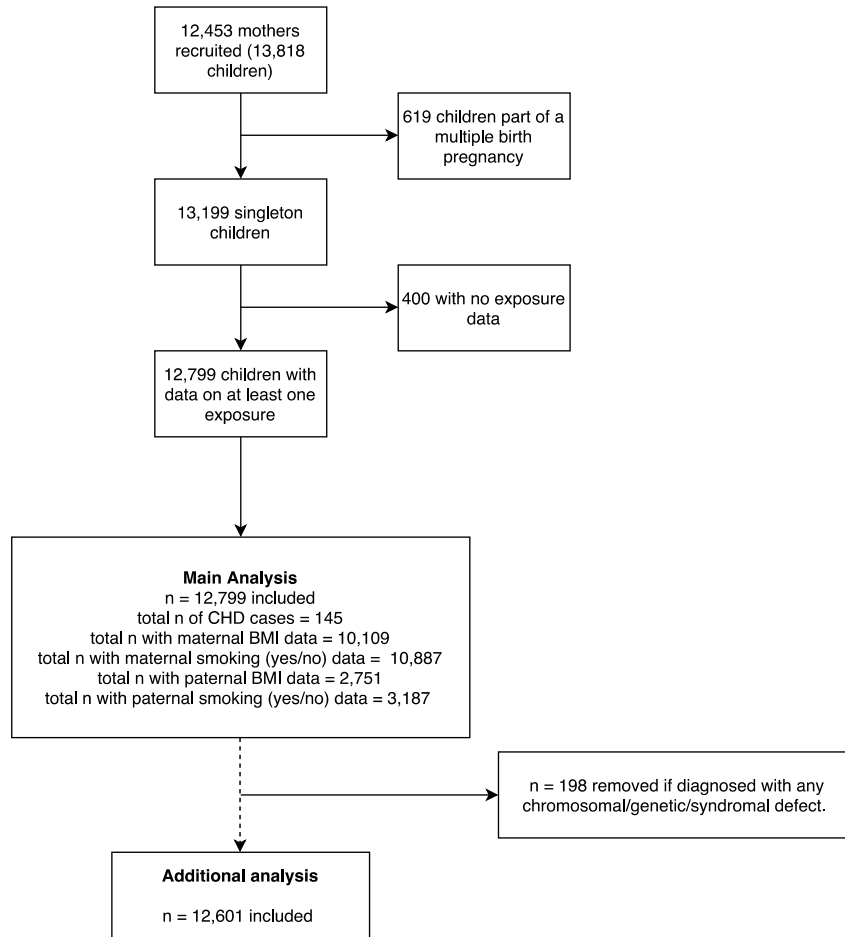 12,453 mothers
recruited (13,818
children)
619 children part of a
multiple birth
pregnancy
13,199 singleton
children
400 with no exposure
data
12,799 children with
data on at least one
exposure
Main Analysis
n = 12,799 included
total n of CHD cases = 145
total n with maternal BMI data = 10,109
total n with maternal smoking (yes/no) data =  10,887
total n with paternal BMI data = 2,751
total n with paternal smoking (yes/no) data = 3,187
n = 198 removed if diagnosed with any
chromosomal/genetic/syndromal defect.
Additional analysis
n = 12,601 included